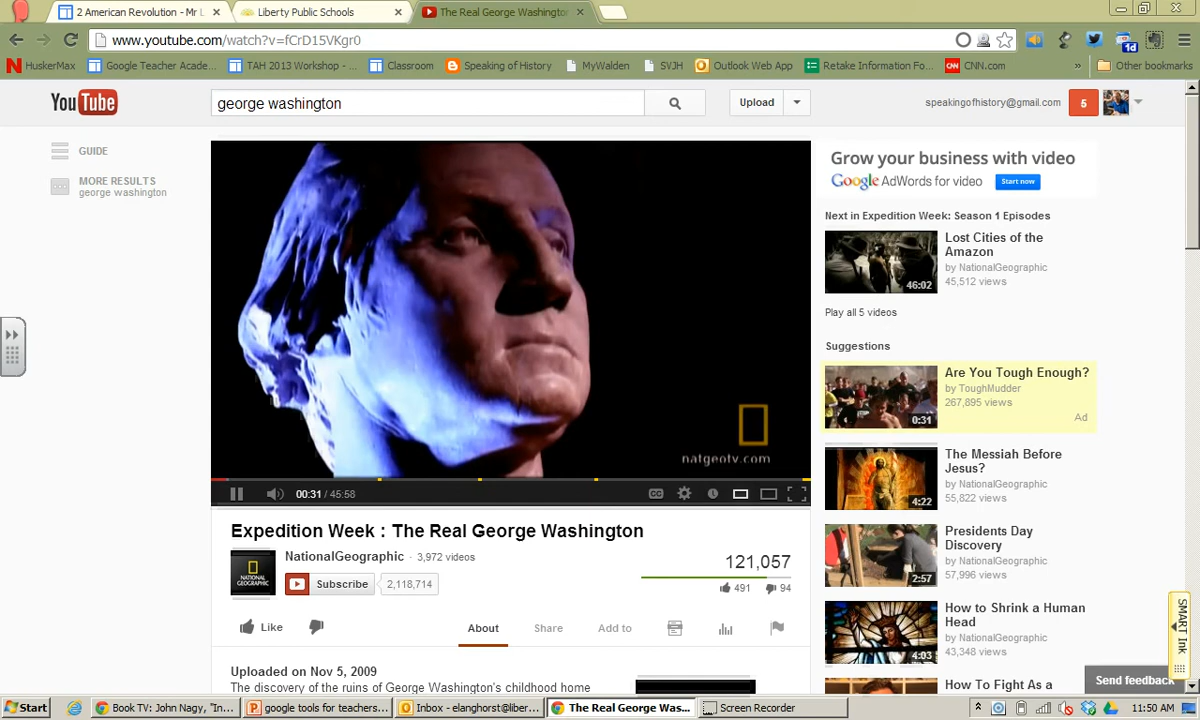 2 American Revolution - Mr L
Liberty Public Schools
The Real George Washington
www.youtube.com/watch?v=fCrD15VKgr0
HuskerMax
Google Teacher Acade...
TAH 2013 Workshop - ...
Classroom
Speaking of History
MyWalden
SVJH
Outlook Web App
Retake Information Fo...
CNN.com
»
Other bookmarks
1d
YouTube
george washington
Upload
speakingofhistory@gmail.com
5
GUIDE
MORE RESULTS
george washington
natgeotv.com
00:31 / 45:58
CC
Expedition Week : The Real George Washington
NATIONAL
GEOGRAPHIC
NationalGeographic · 3,972 videos
Subscribe
2,118,714
121,057
491
94
Like
About
Share
Add to
Uploaded on Nov 5, 2009
The discovery of the ruins of George Washington's childhood home
Grow your business with video
Google AdWords for video
Start now
Next in Expedition Week: Season 1 Episodes
46:02
Lost Cities of the
Amazon
by NationalGeographic
45,512 views
Play all 5 videos
Suggestions
0:31
Are You Tough Enough?
by ToughMudder
267,895 views
Ad
4:22
The Messiah Before
Jesus?
by NationalGeographic
55,822 views
2:57
Presidents Day
Discovery
by NationalGeographic
57,996 views
4:03
How to Shrink a Human
Head
by NationalGeographic
43,348 views
How To Fight As a
SMART Ink
Send feedback
Start
Book TV: John Nagy, "In...
google tools for teachers...
Inbox - elanghorst@liber...
The Real George Was...
Screen Recorder
11:50 AM